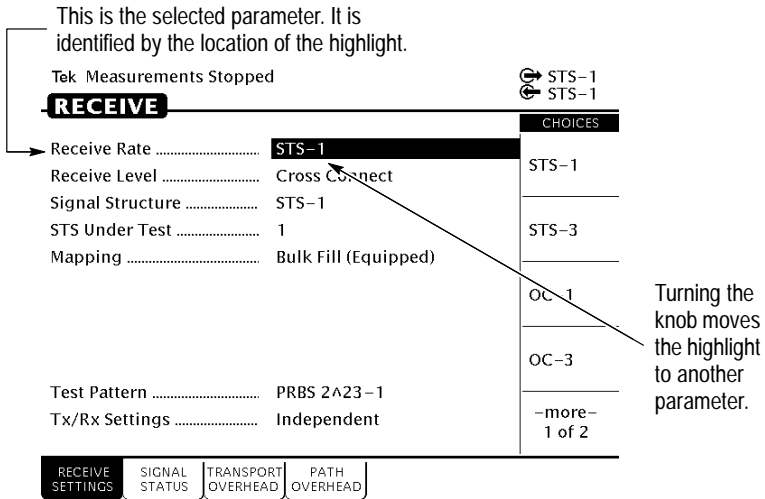 This is the selected parameter. It is
identified by the location of the highlight.
Tek Measurements Stopped
STS-1
STS-1
RECEIVE
CHOICES
Receive Rate ........................... STS-1
Receive Level ......................... Cross Connect
Signal Structure ................... STS-1
STS Under Test ...................... 1
Mapping ................................... Bulk Fill (Equipped)
Test Pattern ............................ PRBS 2^23-1
Tx/Rx Settings ...................... Independent
STS-1
STS-3
OC-1
OC-3
-more-
1 of 2
Turning the
knob moves
the highlight
to another
parameter.
RECEIVE
SETTINGS
SIGNAL
STATUS
TRANSPORT
OVERHEAD
PATH
OVERHEAD